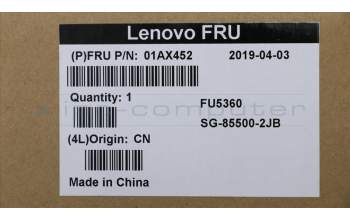 Lenovo FRU
(P)FRU P/N: 01AX452 2019-04-03
Quantity: 1
FU5360
SG-85500-2JB
(4L)Origin: CN
Made in China